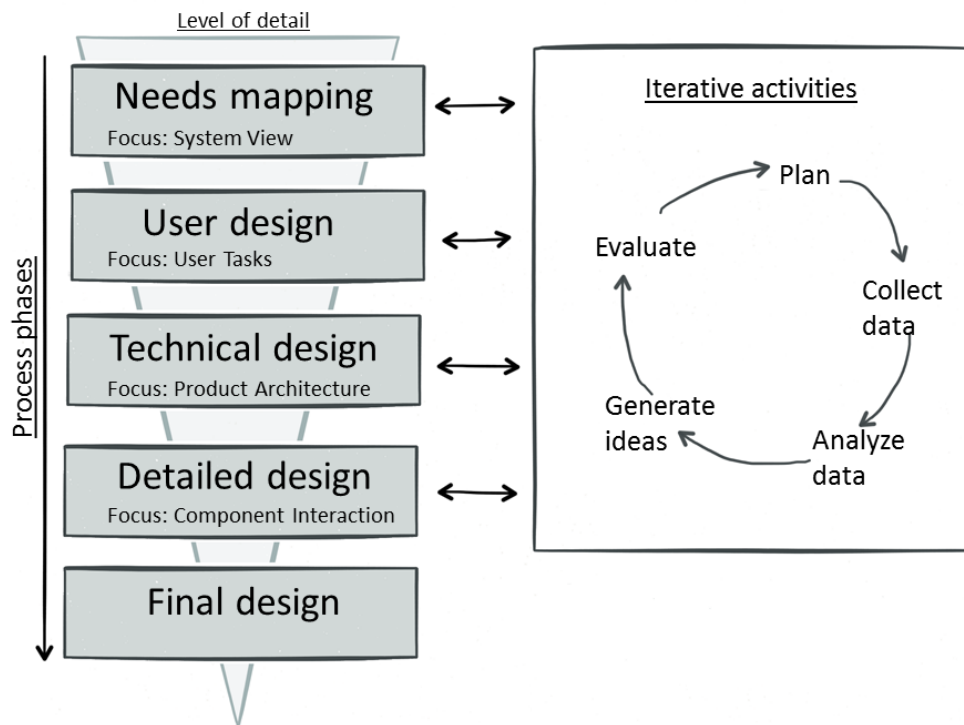 Level of detail
Process phases
Needs mapping
Focus: System View
User design
Focus: User Tasks
Technical design
Focus: Product Architecture
Detailed design
Focus: Component Interaction
Final design
Iterative activities
Plan
Collect
data
Analyze
data
Generate
ideas
Evaluate